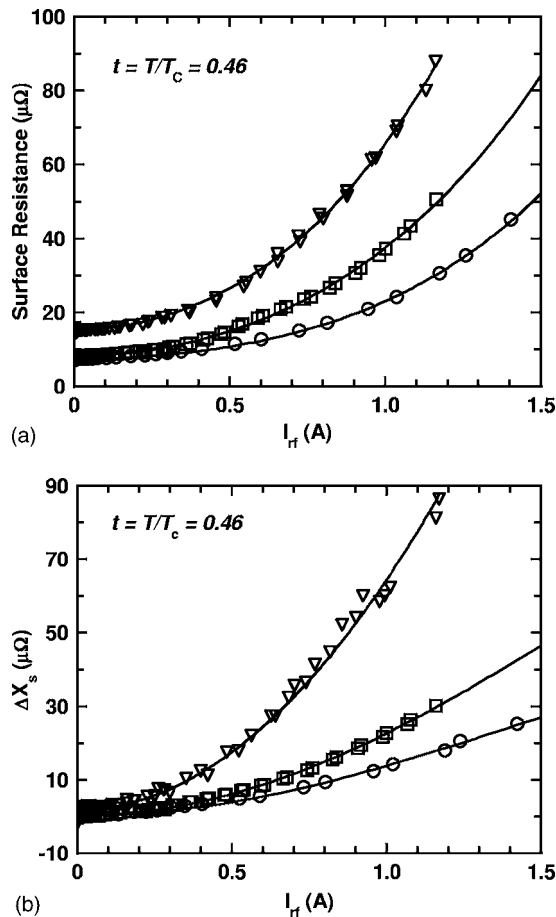 100
t = T/T_C = 0.46
80
60
40
20
0
Surface Resistance (μΩ)
0 0.5 1.0 1.5
(a)
I_rf (A)
90
t = T/T_c = 0.46
70
50
30
10
-10
ΔX_s (μΩ)
0 0.5 1.0 1.5
(b)
I_rf (A)